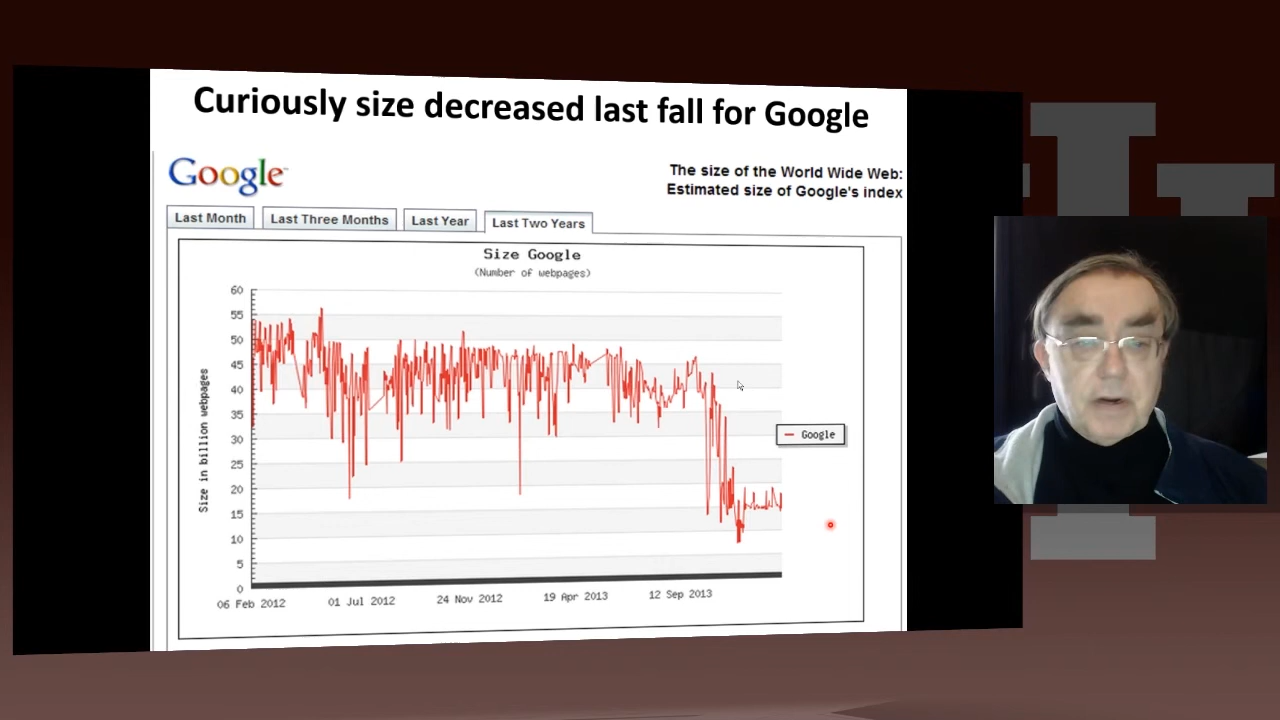 Curiously size decreased last fall for Google
Google
The size of the World Wide Web:
Estimated size of Google's index
Last Month
Last Three Months
Last Year
Last Two Years
Size Google
(Number of webpages)
Size in billion webpages
60
55
50
45
40
35
30
25
20
15
10
5
0
06 Feb 2012
01 Jul 2012
24 Nov 2012
19 Apr 2013
12 Sep 2013
Google